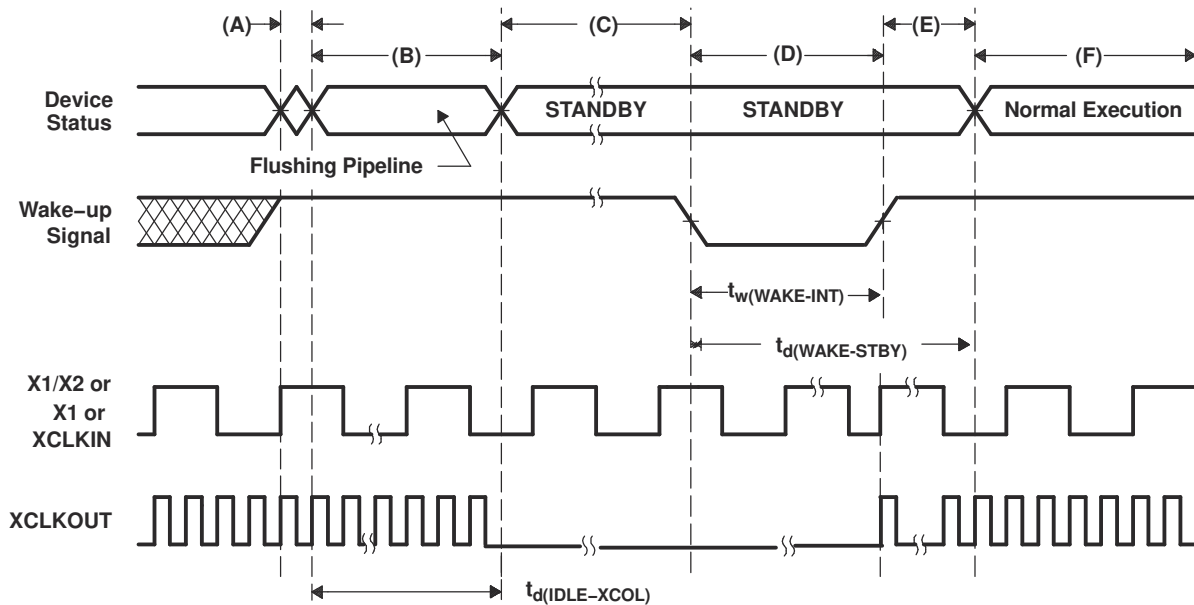 (A)
(C)
(E)
(B)
(D)
(F)
Device
Status
STANDBY
STANDBY
Normal Execution
Flushing Pipeline
Wake−up
Signal
tw(WAKE-INT)
td(WAKE-STBY)
X1/X2 or
X1 or
XCLKIN
XCLKOUT
td(IDLE−XCOL)